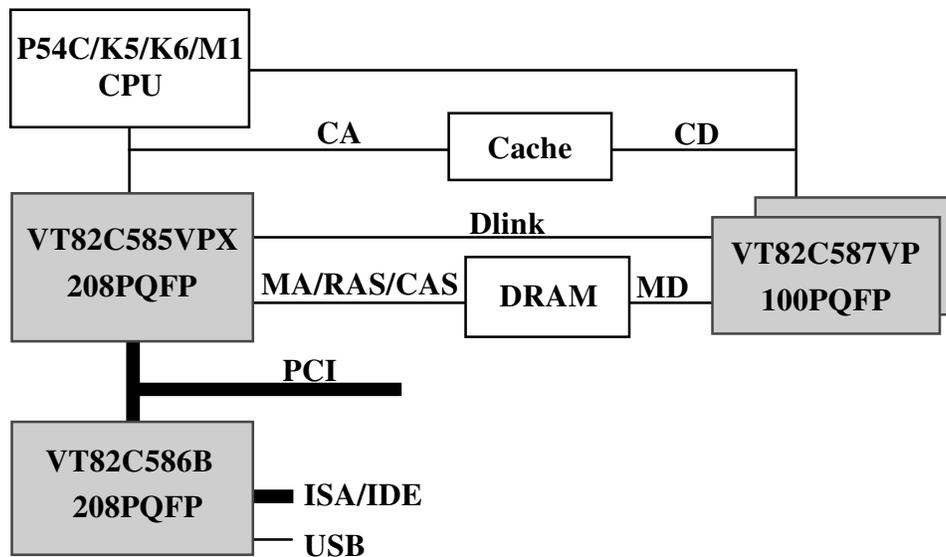 P54C/K5/K6/M1
CPU
CA
Cache
CD
VT82C585VPX
208PQFP
Dlink
MA/RAS/CAS
DRAM
MD
VT82C587VP
100PQFP
PCI
VT82C586B
208PQFP
ISA/IDE
USB